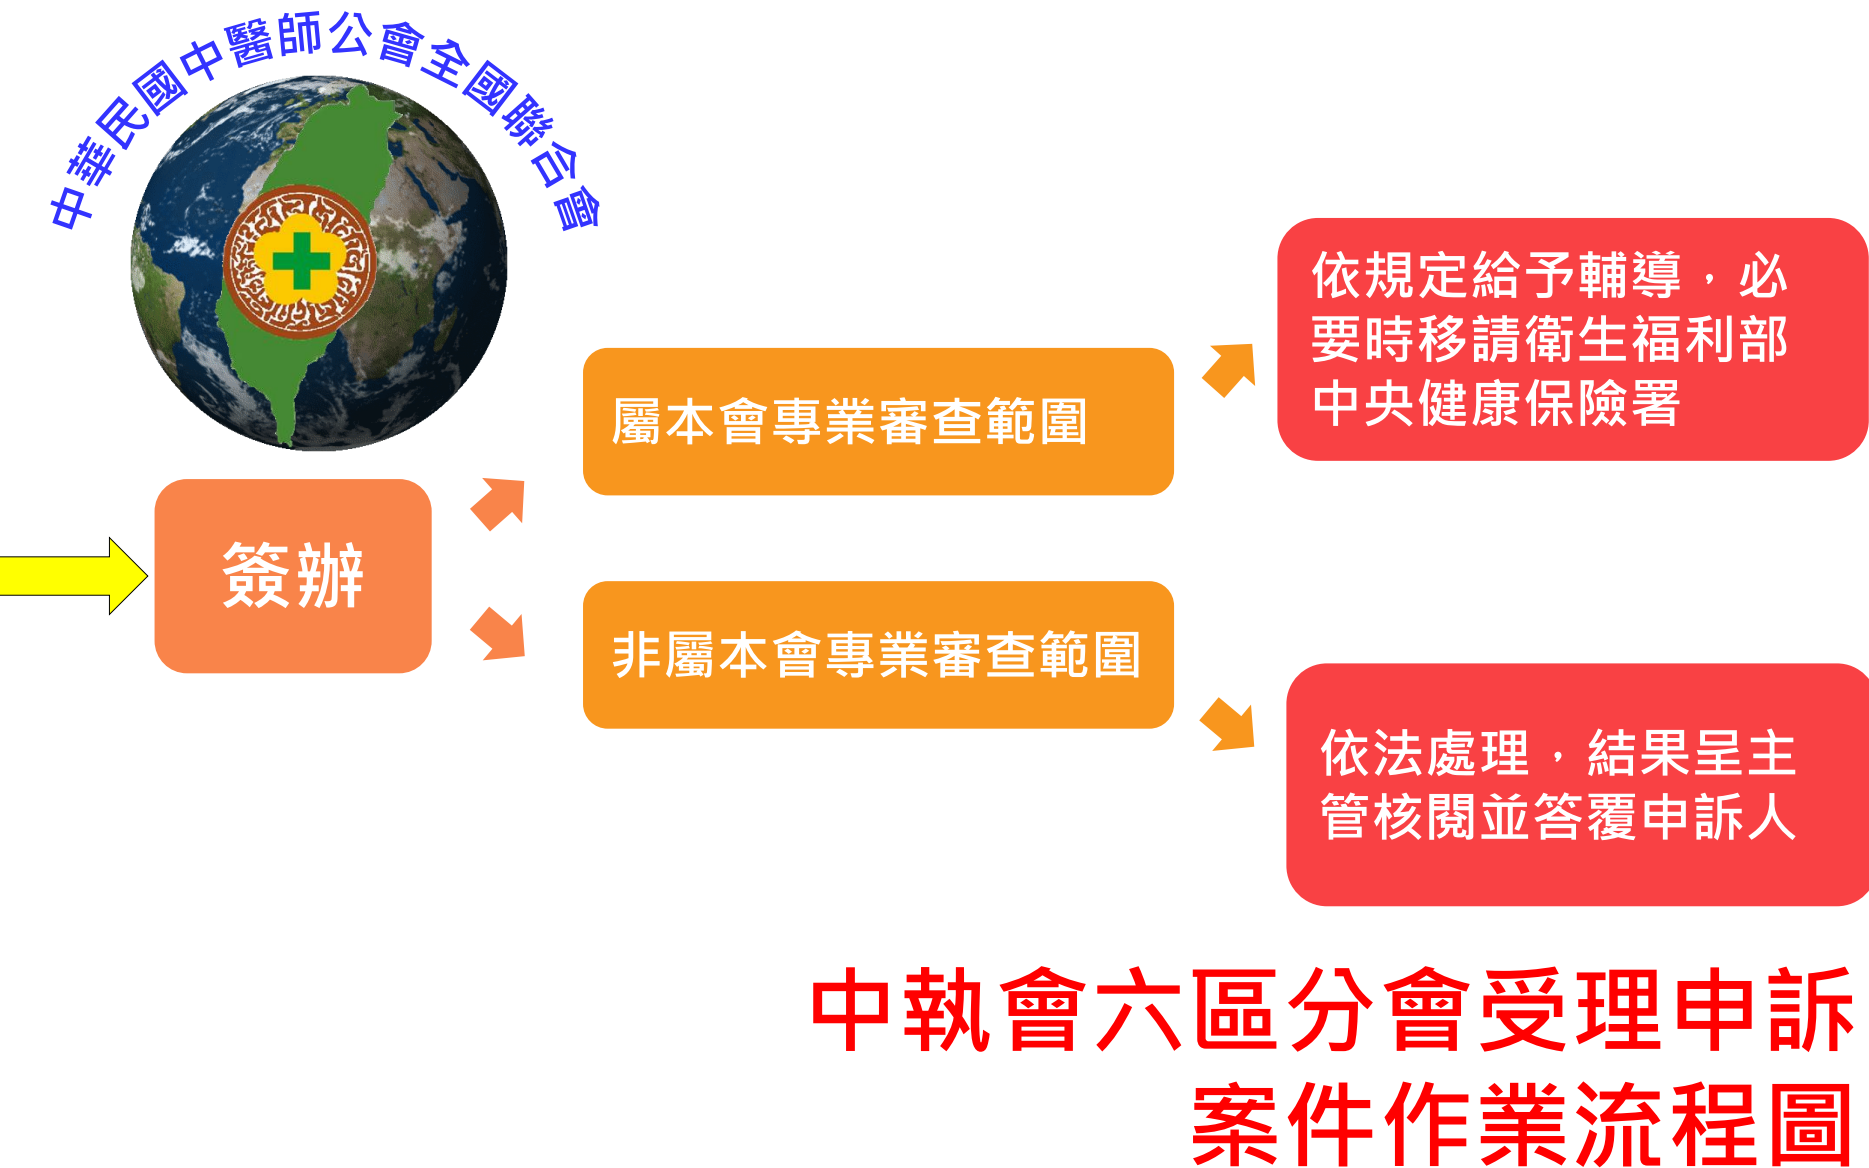 中華民國中醫師公會全國聯合會
依規定給予輔導，必
要時移請衛生福利部
中央健康保險署
屬本會專業審查範圍
簽辦
非屬本會專業審查範圍
依法處理，結果呈主
管核閱並答覆申訴人
中執會六區分會受理申訴
案件作業流程圖